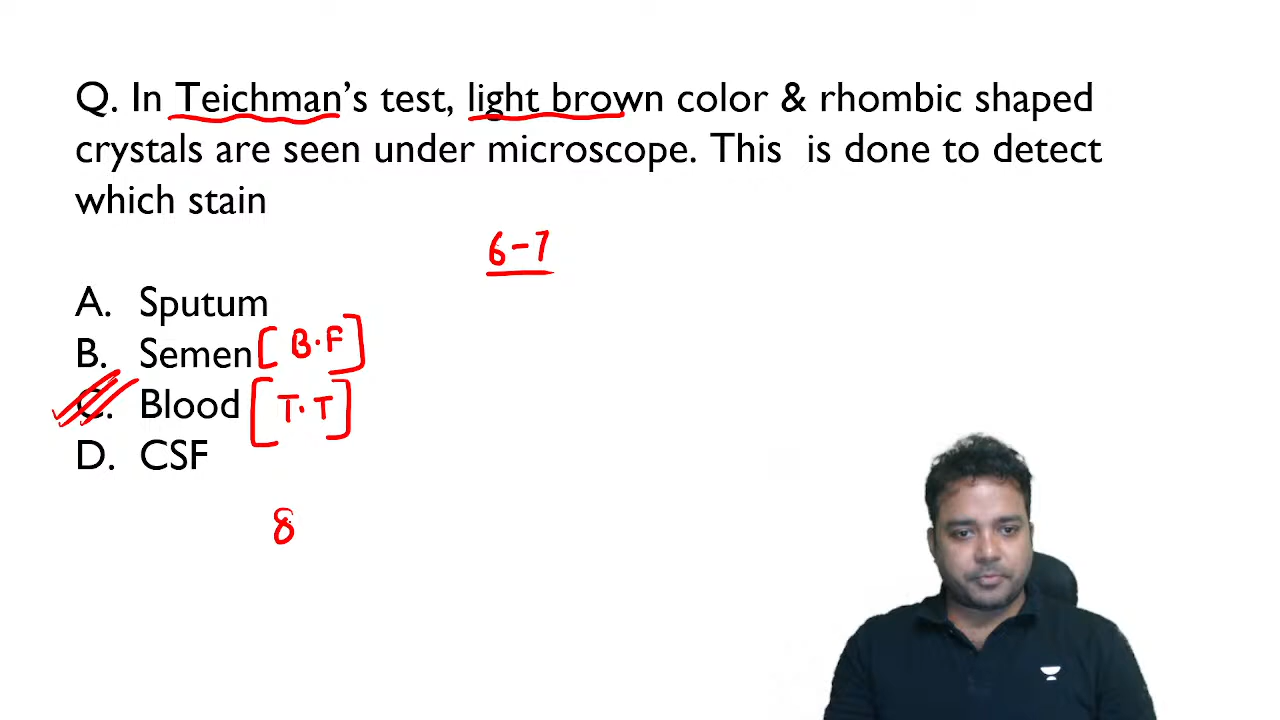 Q. In Teichman’s test, light brown color & rhombic shaped
crystals are seen under microscope. This is done to detect
which stain
6-7
A. Sputum
B. Semen [B.F]
C. Blood [T.T]
D. CSF
8